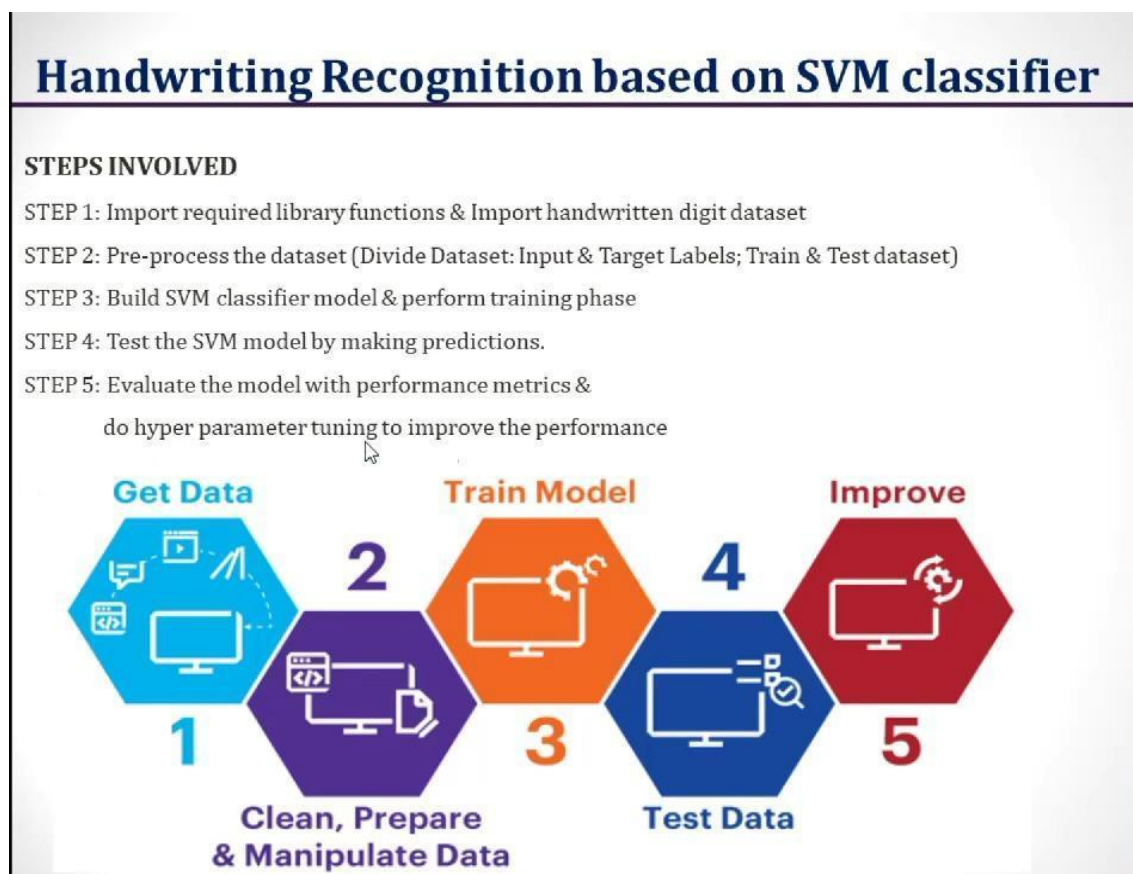 Handwriting Recognition based on SVM classifier
STEPS INVOLVED
STEP 1: Import required library functions & Import handwritten digit dataset
STEP 2: Pre-process the dataset (Divide Dataset: Input & Target Labels; Train & Test dataset)
STEP 3: Build SVM classifier model & perform training phase
STEP 4: Test the SVM model by making predictions.
STEP 5: Evaluate the model with performance metrics &
do hyper parameter tuning to improve the performance
Get Data
1
2
Clean, Prepare
& Manipulate Data
Train Model
3
4
Test Data
Improve
5